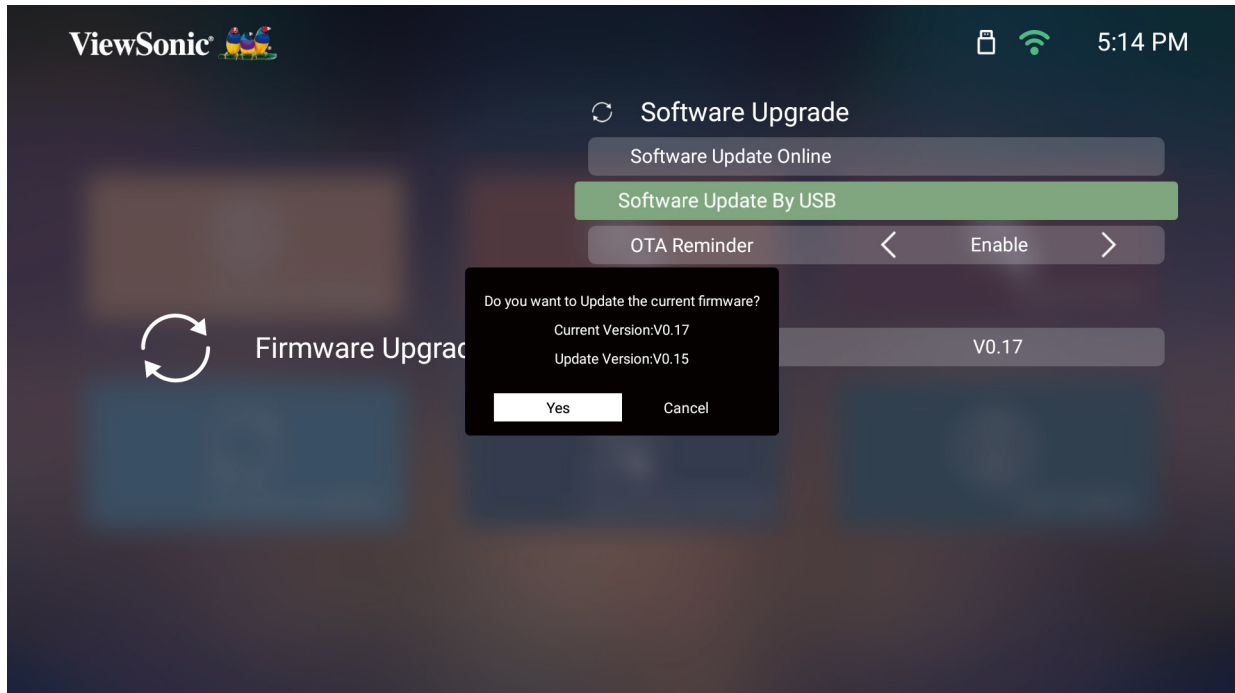 ViewSonic
5:14 PM
Software Upgrade
Software Update Online
Software Update By USB
OTA Reminder Enable
Do you want to Update the current firmware?
Current Version:V0.17
Update Version:V0.15
Yes Cancel
Firmware Upgrad
V0.17